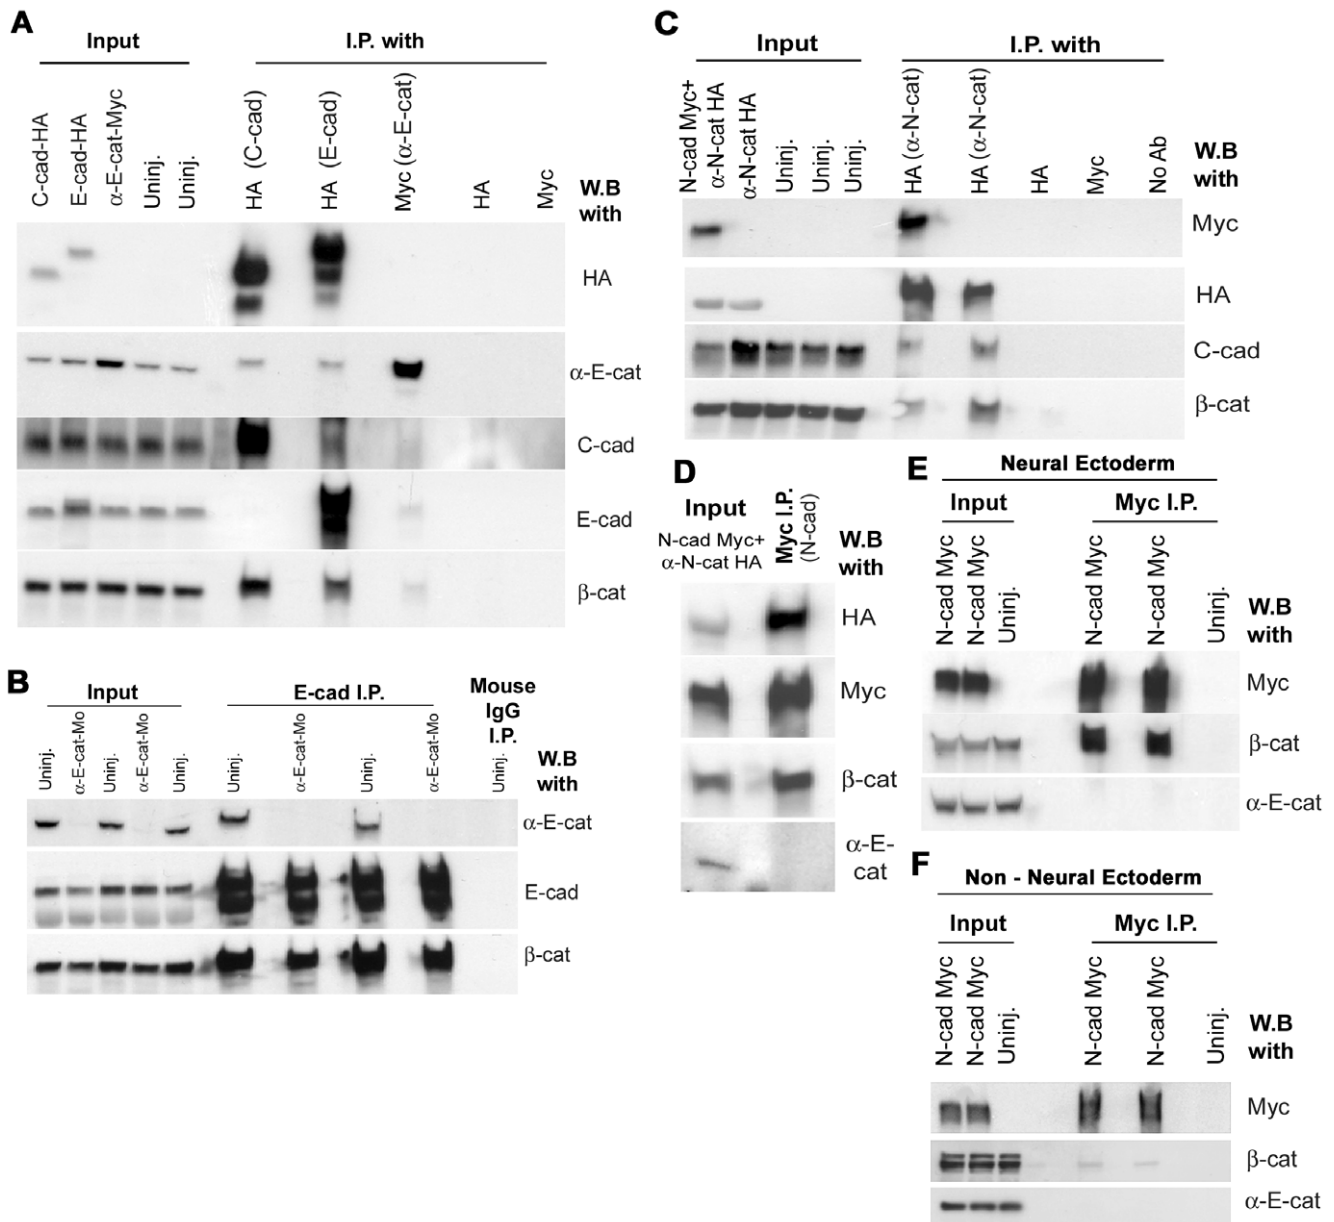 A
Input
I.P. with
C-cad-HA
E-cad-HA
α-E-cat-Myc
Uninj.
Uninj.
HA (C-cad)
HA (E-cad)
Myc (α-E-cat)
HA
Myc
W.B
with
HA
α-E-cat
C-cad
E-cad
β-cat
B
Input
E-cad I.P.
Mouse
IgG
I.P.
Uninj.
α-E-cat-Mo
Uninj.
α-E-cat-Mo
Uninj.
Uninj.
α-E-cat-Mo
Uninj.
α-E-cat-Mo
Uninj.
W.B
with
α-E-cat
E-cad
β-cat
C
Input
I.P. with
N-cad Myc+
α-N-cat HA
α-N-cat HA
Uninj.
Uninj.
Uninj.
HA (α-N-cat)
HA (α-N-cat)
HA
Myc
No Ab
W.B
with
Myc
HA
C-cad
β-cat
D
Input
N-cad Myc+
α-N-cat HA
Myc I.P.
(N-cad)
W.B
with
HA
Myc
β-cat
α-E-
cat
E
Neural Ectoderm
Input
Myc I.P.
N-cad Myc
N-cad Myc
Uninj.
N-cad Myc
N-cad Myc
Uninj.
W.B
with
Myc
β-cat
α-E-cat
F
Non - Neural Ectoderm
Input
Myc I.P.
N-cad Myc
N-cad Myc
Uninj.
N-cad Myc
N-cad Myc
Uninj.
W.B
with
Myc
β-cat
α-E-cat